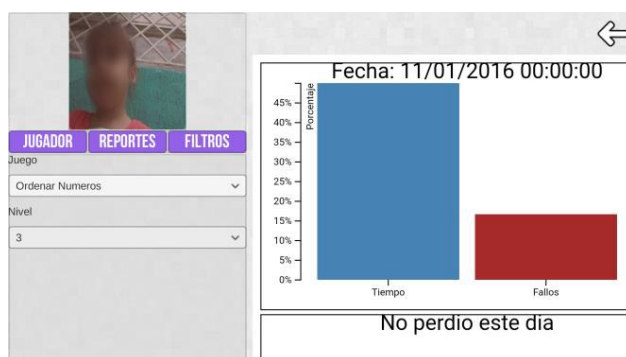 JUGADOR REPORTES FILTROS
Juego
Ordenar Numeros
Nivel
3
Fecha: 11/01/2016 00:00:00
Porcentaje
45%
40%
35%
30%
25%
20%
15%
10%
5%
0%
Tiempo Fallos
No perdio este dia